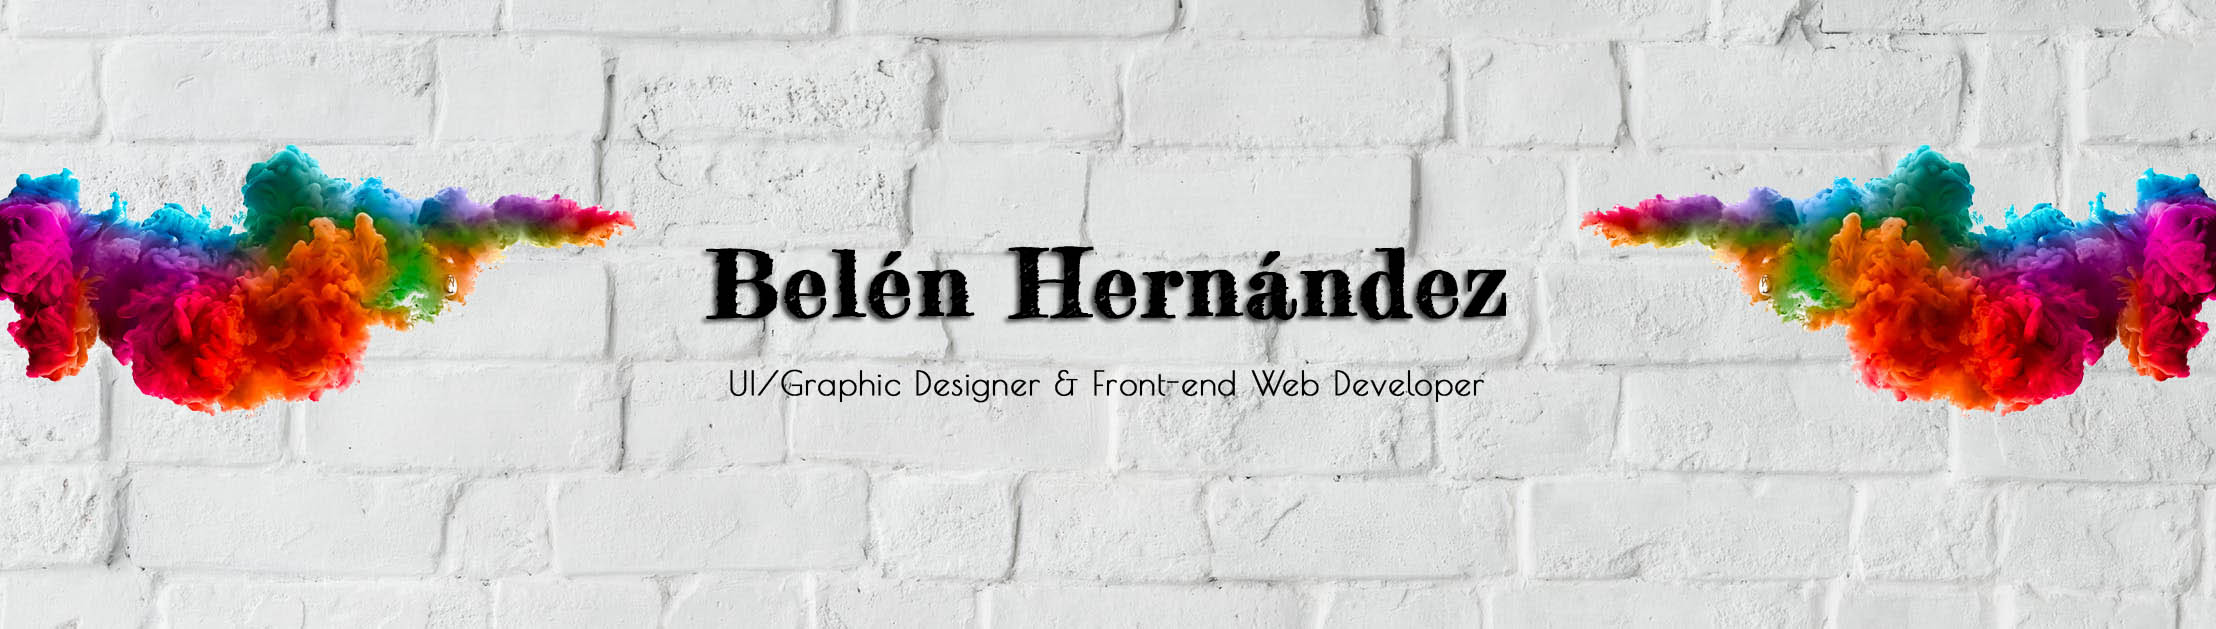 Belén Hernández
UI/Graphic Designer & Front-end Web Developer